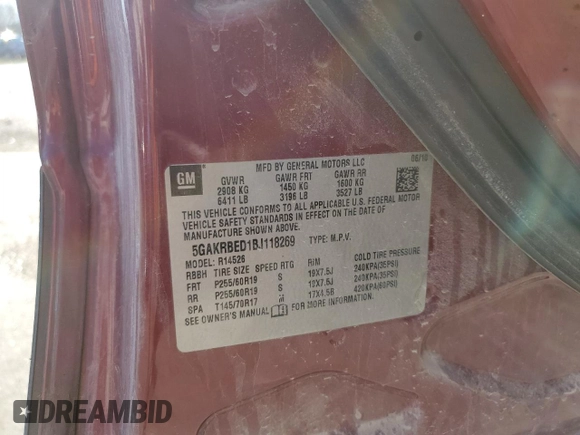 MFD BY GENERAL MOTORS LLC
08/10
GM
GVWR GAWR FRT GAWR RR
2908 KG 1450 KG 1600 KG
6411 LB 3196 LB 3527 LB
THIS VEHICLE CONFORMS TO ALL APPLICABLE U.S. FEDERAL MOTOR
VEHICLE SAFETY STANDARDS IN EFFECT ON THE DATE OF
MANUFACTURE SHOWN ABOVE.
5GAKRBED1BJ118269 TYPE: M.P.V.
MODEL: R14526
RBBH TIRE SIZE SPEED RTG RIM COLD TIRE PRESSURE
FRT P255/60R19 S 19X7.5J 240KPA(35PSI)
RR P255/60R19 S 19X7.5J 240KPA(35PSI)
SPA T145/70R17 M 17X4.5B 420KPA(60PSI)
SEE OWNER'S MANUAL FOR MORE INFORMATION.
DREAMBID